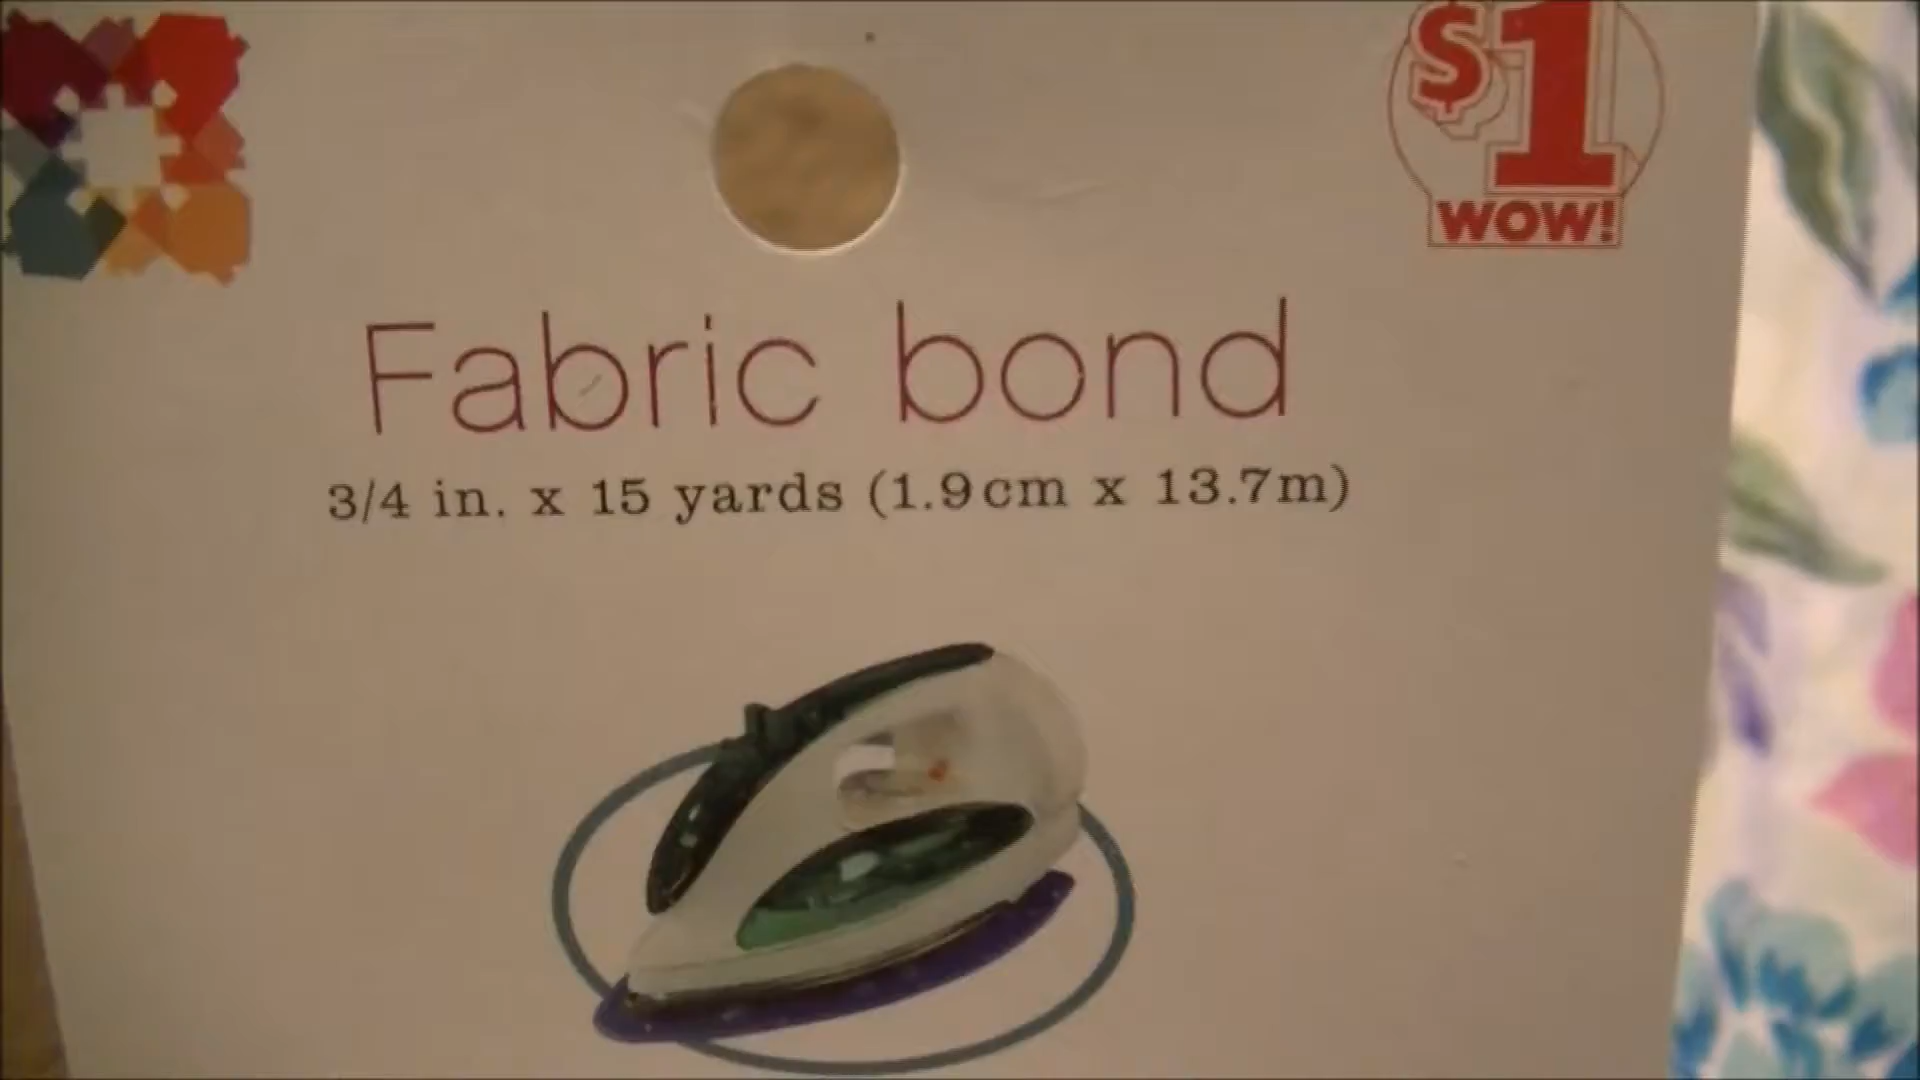 $1
WOW!
Fabric bond
3/4 in. x 15 yards (1.9cm x 13.7m)